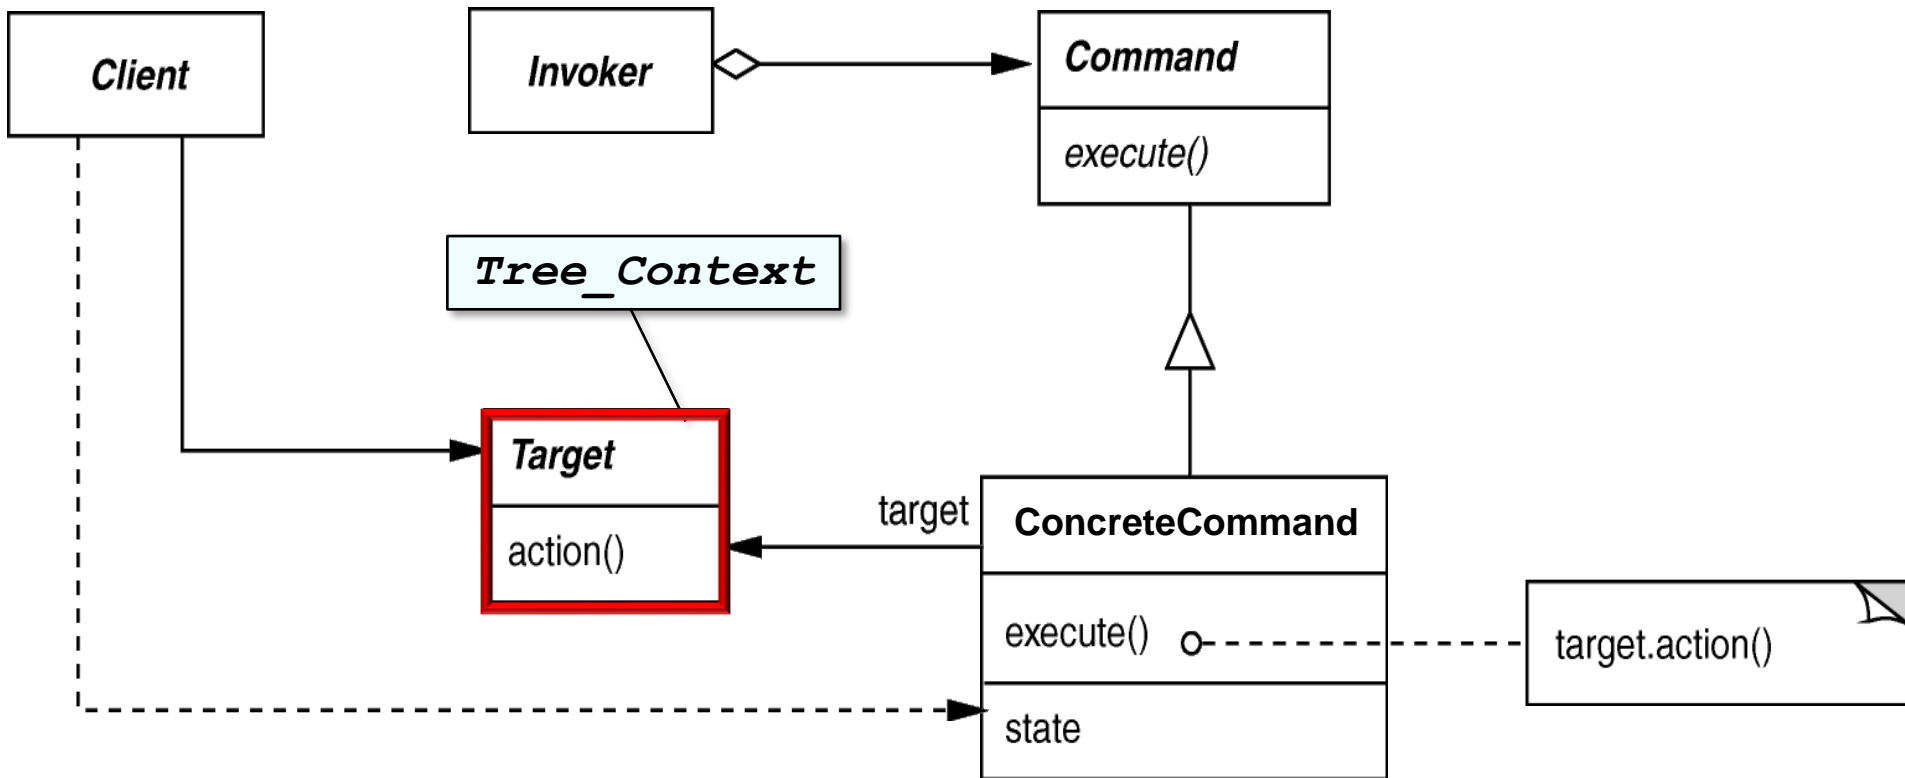 Client
Invoker
Command
execute()
Tree_Context
Target
action()
target
ConcreteCommand
execute()
state
target.action()